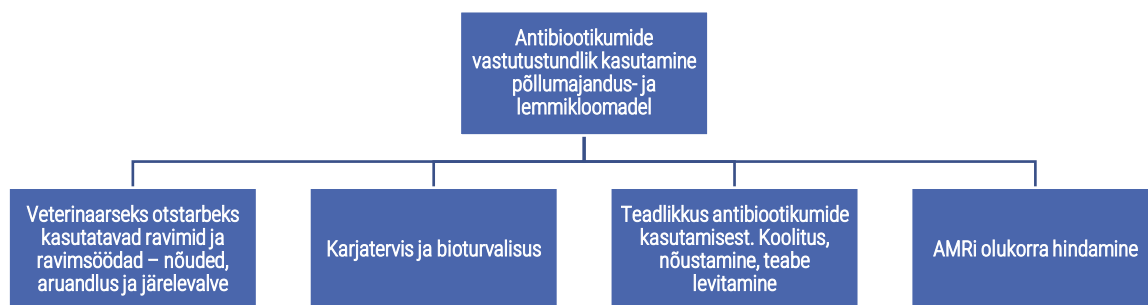 Antibiootikumide
vastutustundlik kasutamine
põllumajandus- ja
lemmikloomadel
Veterinaarseks otstarbeks
kasutatavad ravimid ja
ravimsöödad – nõuded,
aruandlus ja järelevalve
Karjatervis ja bioturvalisus
Teadlikkus antibiootikumide
kasutamisest. Koolitus,
nõustamine, teabe
levitamine
AMRi olukorra hindamine